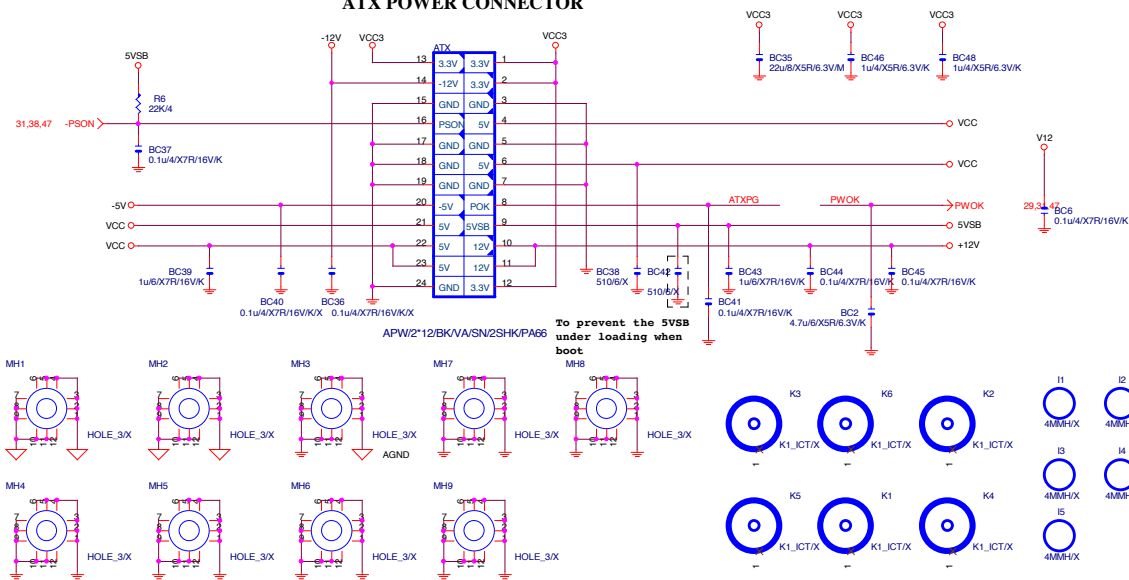 ATX POWER CONNECTOR
VCC3 VCC3 VCC3
5VSB -12V VCC3 ATX VCC3
BC35 BC46 BC48
22u/8/X5R/6.3V/M 1u/4/X5R/6.3V/K 1u/4/X5R/6.3V/K
13 3.3V 3.3V 1
14 -12V 3.3V 2
15 GND GND 3
16 PSON 5V 4
17 GND GND 5
18 GND 5V 6
19 GND GND 7
20 -5V POK 8
21 5V 5VSB 9
22 5V 12V 10
23 5V 12V 11
24 GND 3.3V 12
R6
22K/4
31,38,47 -PSON
BC37
0.1u/4/X7R/16V/K
VCC
VCC
V12
ATXPG PWOK PWOK
5VSB
+12V
BC6
0.1u/4/X7R/16V/K
-5V
VCC
VCC
BC39
1u/6/X7R/16V/K
BC40 BC36
0.1u/4/X7R/16V/K/X 0.1u/4/X7R/16V/K/X
BC38 BC42 BC43 BC44 BC45
510/6/X 510/6/X 1u/6/X7R/16V/K 0.1u/4/X7R/16V/K 0.1u/4/X7R/16V/K
BC41
0.1u/4/X7R/16V/K
BC2
4.7u/6/X5R/6.3V/K
APW/2*12/BK/VA/SN/2SHK/PA66
To prevent the 5VSB
under loading when
boot
MH1 MH2 MH3 MH7 MH8
HOLE_3/X HOLE_3/X HOLE_3/X HOLE_3/X HOLE_3/X
AGND
MH4 MH5 MH6 MH9
HOLE_3/X HOLE_3/X HOLE_3/X HOLE_3/X
K3 K6 K2
K1_ICT/X K1_ICT/X K1_ICT/X
1 1 1
K5 K1 K4
K1_ICT/X K1_ICT/X K1_ICT/X
1 1 1
I1 I2
4MMH/X
I3 I4
4MMH/X
I5
4MMH/X